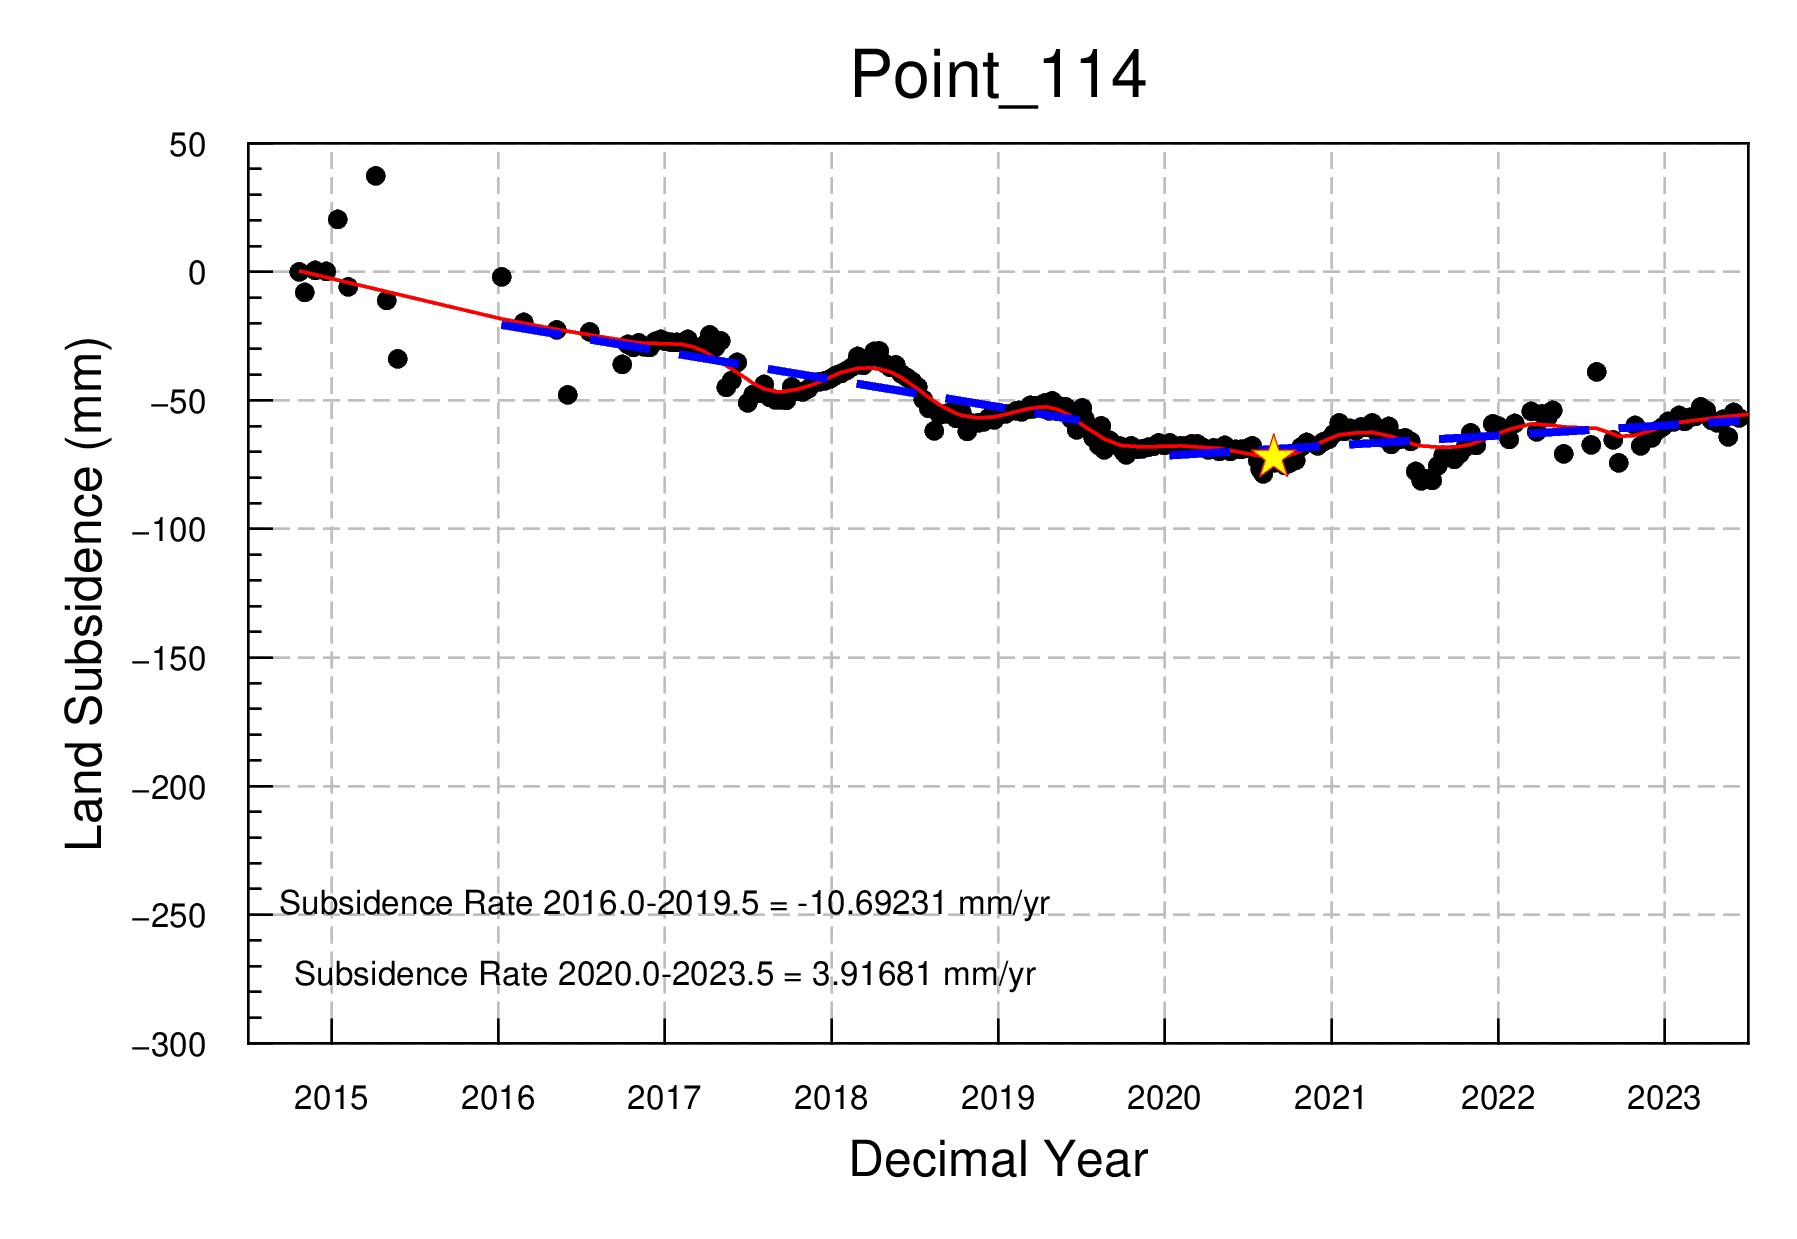 Point_114
50
0
−50
−100
−150
−200
−250
−300
Land Subsidence (mm)
Subsidence Rate 2016.0-2019.5 = -10.69231 mm/yr
Subsidence Rate 2020.0-2023.5 = 3.91681 mm/yr
2015 2016 2017 2018 2019 2020 2021 2022 2023
Decimal Year